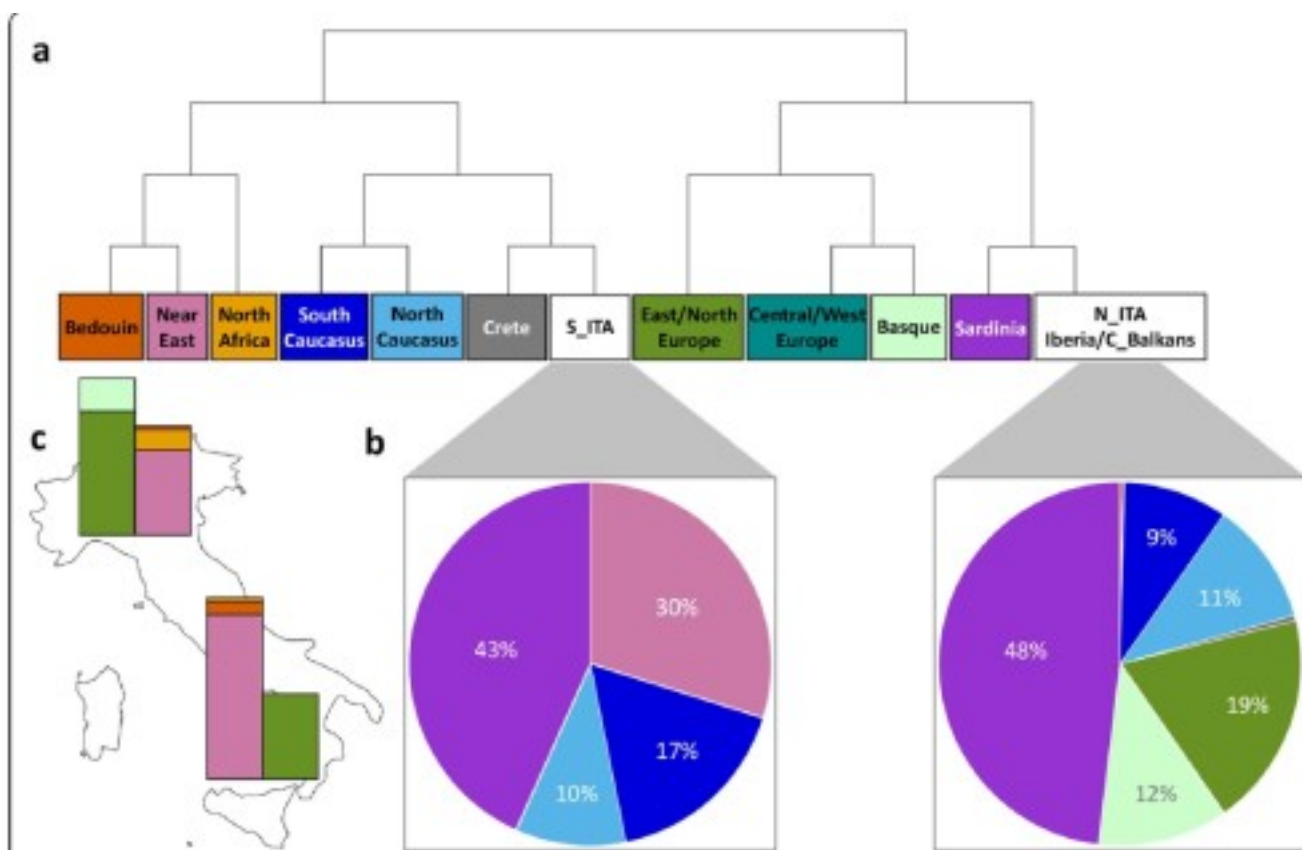 a
Bedouin
Near
East
North
Africa
South
Caucasus
North
Caucasus
Crete
S_ITA
East/North
Europe
Central/West
Europe
Basque
Sardinia
N_ITA
Iberia/C_Balkans
c
b
30%
43%
17%
10%
9%
11%
48%
19%
12%